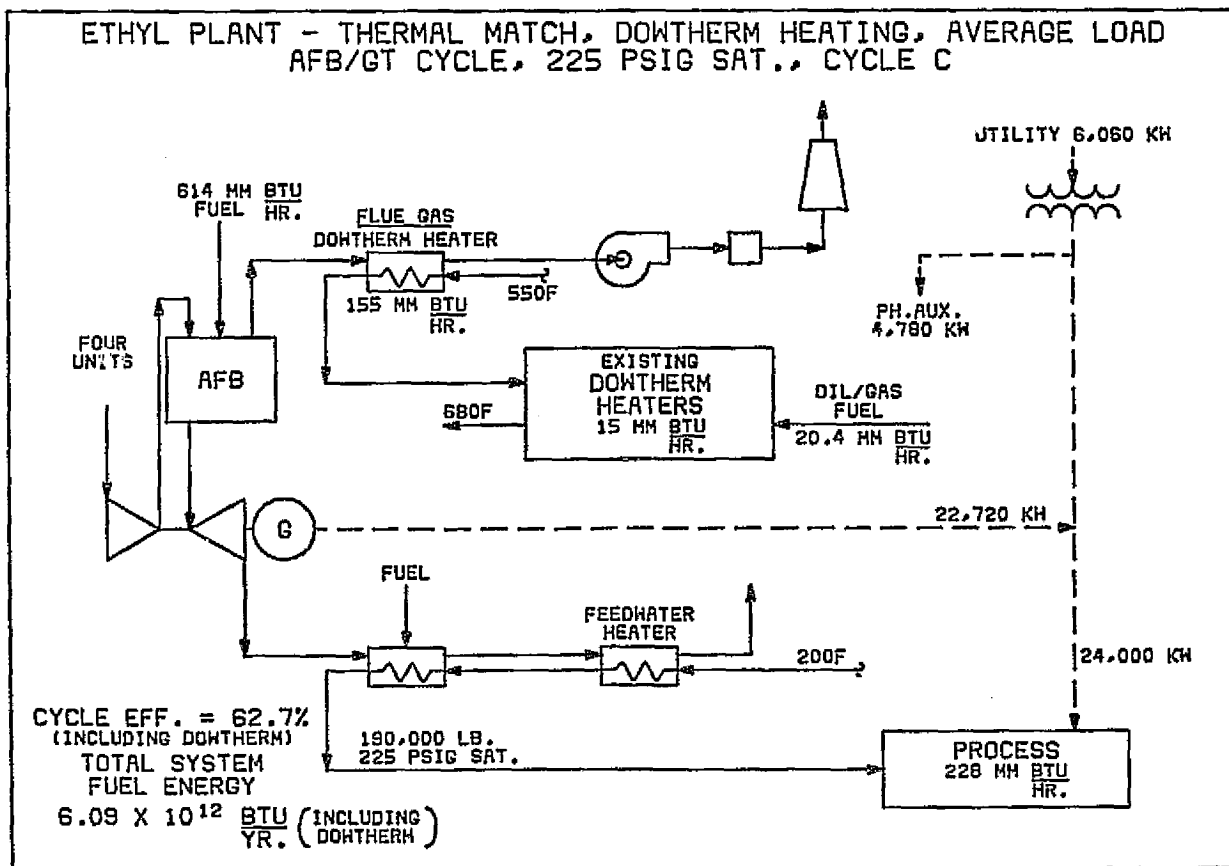 ETHYL PLANT - THERMAL MATCH, DOWTHERM HEATING, AVERAGE LOAD
AFB/GT CYCLE, 225 PSIG SAT., CYCLE C
UTILITY 6,060 KW
614 MM BTU
FUEL HR.
FLUE GAS
DOWTHERM HEATER
550F
155 MM BTU
HR.
PH.AUX.
4,780 KW
FOUR
UNITS
AFB
EXISTING
DOWTHERM
HEATERS
15 MM BTU
HR.
680F
OIL/GAS
FUEL
20.4 MM BTU
HR.
G
22,720 KW
FUEL
FEEDWATER
HEATER
200F
24,000 KW
CYCLE EFF. = 62.7%
(INCLUDING DOWTHERM)
TOTAL SYSTEM
FUEL ENERGY
6.09 X 10¹² BTU
YR. (INCLUDING
DOWTHERM)
190,000 LB.
225 PSIG SAT.
PROCESS
228 MM BTU
HR.